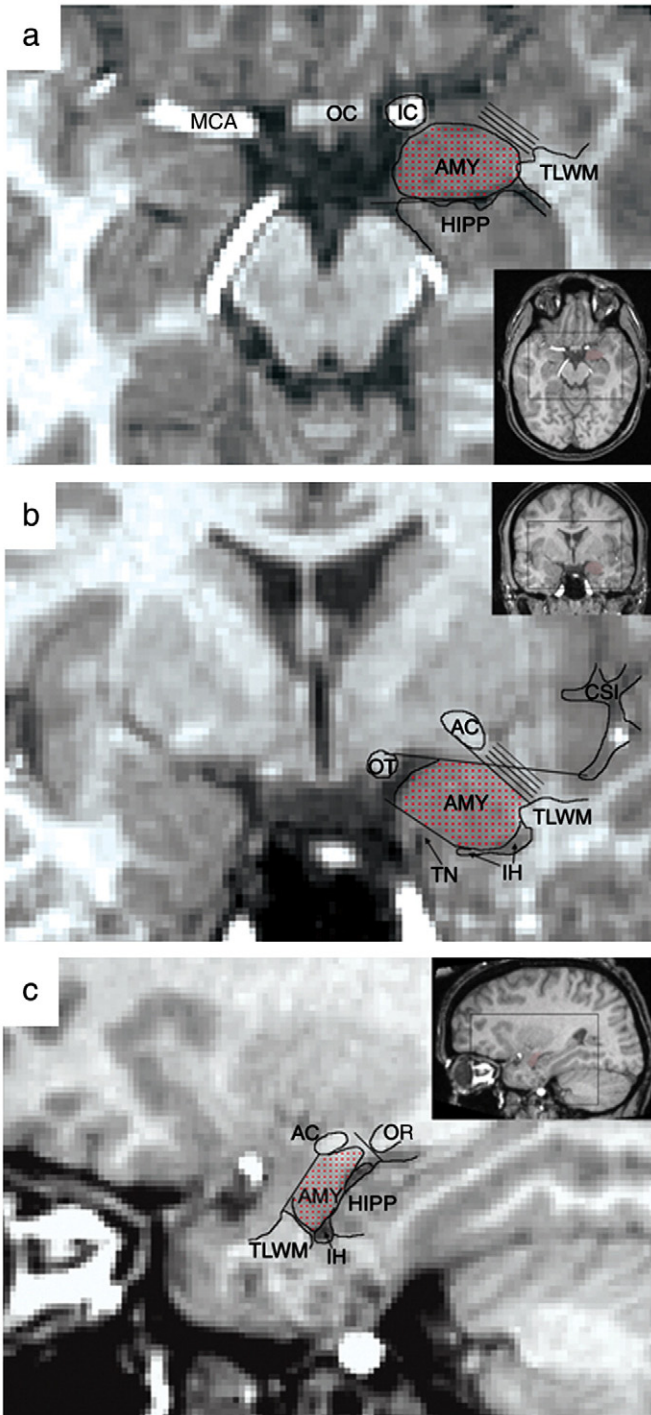 a
MCA OC IC
AMY
TLWM
HIPP
b
CSI
AC
OT
AMY
TLWM
TN IH
c
AC OR
AMY
HIPP
TLWM IH